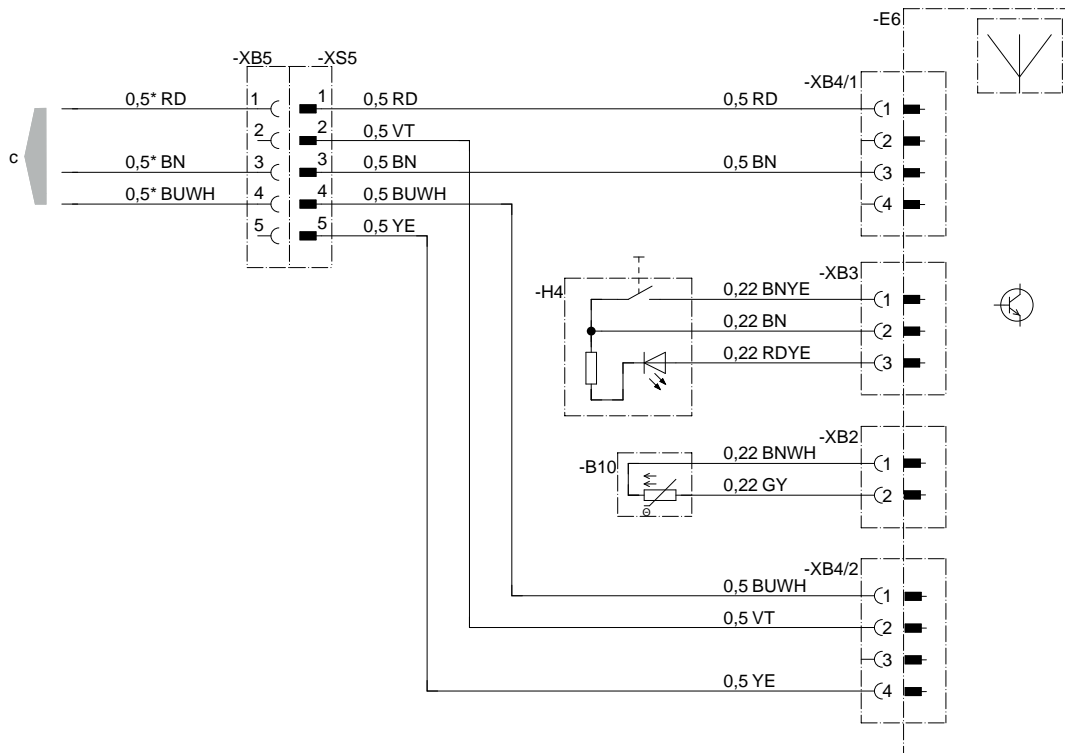 -E6
-XB5 -XS5
-XB4/1
0,5* RD 1 1 0,5 RD 0,5 RD 1
2 2 0,5 VT 2
c
0,5* BN 3 3 0,5 BN 0,5 BN 3
0,5* BUWH 4 4 0,5 BUWH 4
5 5 0,5 YE
-XB3
-H4 0,22 BNYE 1
0,22 BN 2
0,22 RDYE 3
-XB2
-B10 0,22 BNWH 1
0,22 GY 2
-XB4/2
0,5 BUWH 1
0,5 VT 2
3
0,5 YE 4